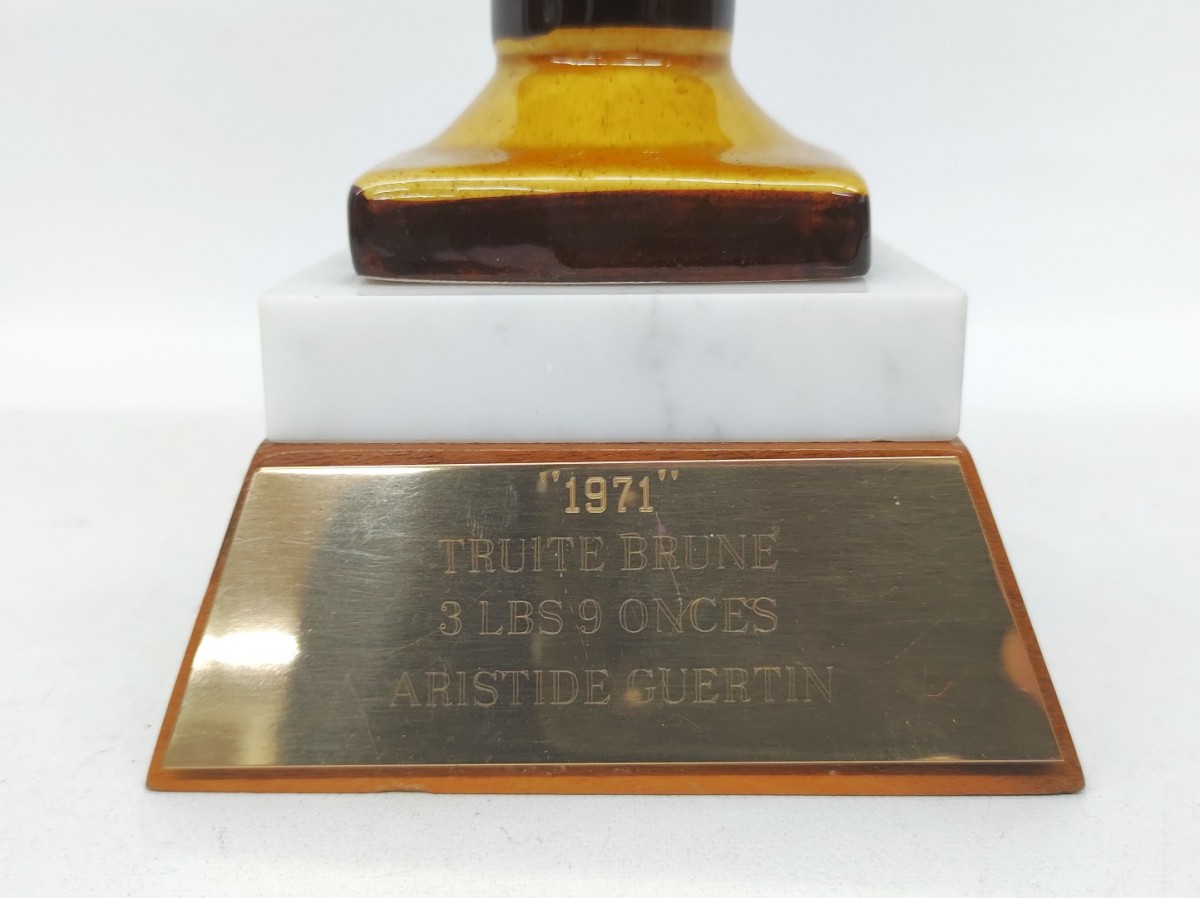 "1971"
TRUITE BRUNE
3 LBS 9 ONCES
ARISTIDE GUERTIN